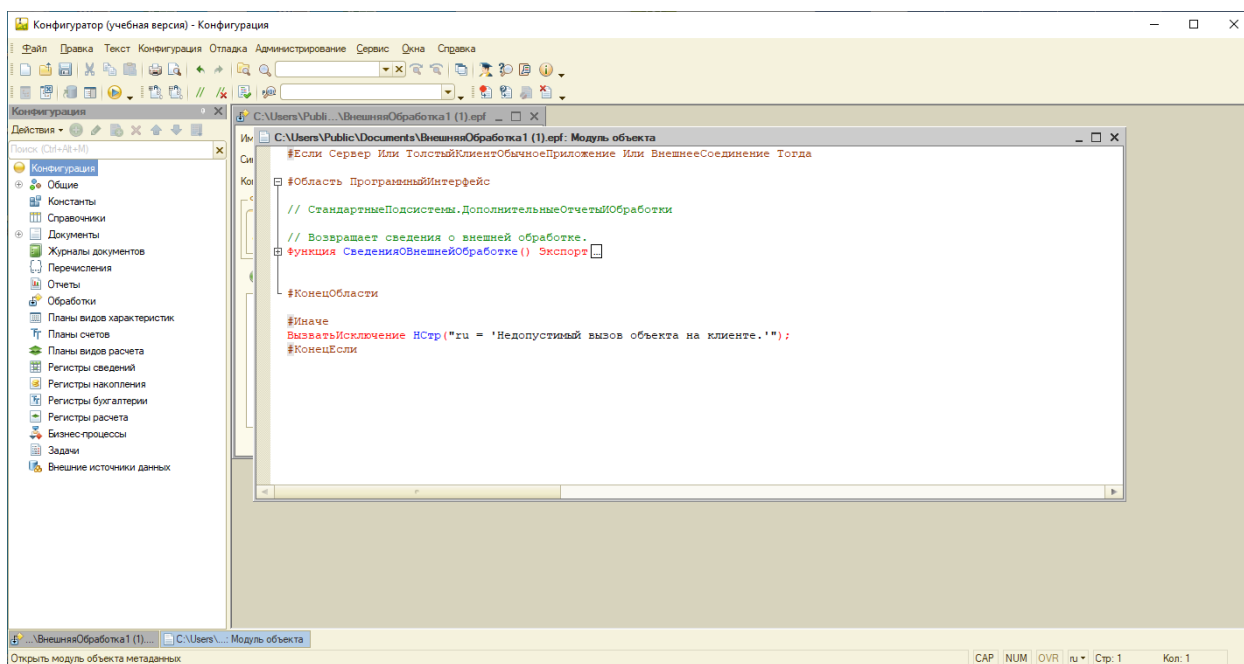 Конфигуратор (учебная версия) - Конфигурация
Файл Правка Текст Конфигурация Отладка Администрирование Сервис Окна Справка
Конфигурация
Действия
Поиск (Ctrl+Alt+M)
Конфигурация
Общие
Константы
Справочники
Документы
Журналы документов
Перечисления
Отчеты
Обработки
Планы видов характеристик
Планы счетов
Планы видов расчета
Регистры сведений
Регистры накопления
Регистры бухгалтерии
Регистры расчета
Бизнес-процессы
Задачи
Внешние источники данных
C:\Users\Publi...\ВнешняяОбработка1 (1).epf
C:\Users\Public\Documents\ВнешняяОбработка1 (1).epf: Модуль объекта
#Если Сервер Или ТолстыйКлиентОбычноеПриложение Или ВнешнееСоединение Тогда
#Область ПрограммныйИнтерфейс
// СтандартныеПодсистемы.ДополнительныеОтчетыИОбработки
// Возвращает сведения о внешней обработке.
Функция СведенияОВнешнейОбработке() Экспорт...
#КонецОбласти
#Иначе
ВызватьИсключение НСтр("ru = 'Недопустимый вызов объекта на клиенте.'");
#КонецЕсли
...\ВнешняяОбработка1 (1)....
C:\Users\...: Модуль объекта
Открыть модуль объекта метаданных
CAP NUM OVR ru Стр: 1 Кол: 1